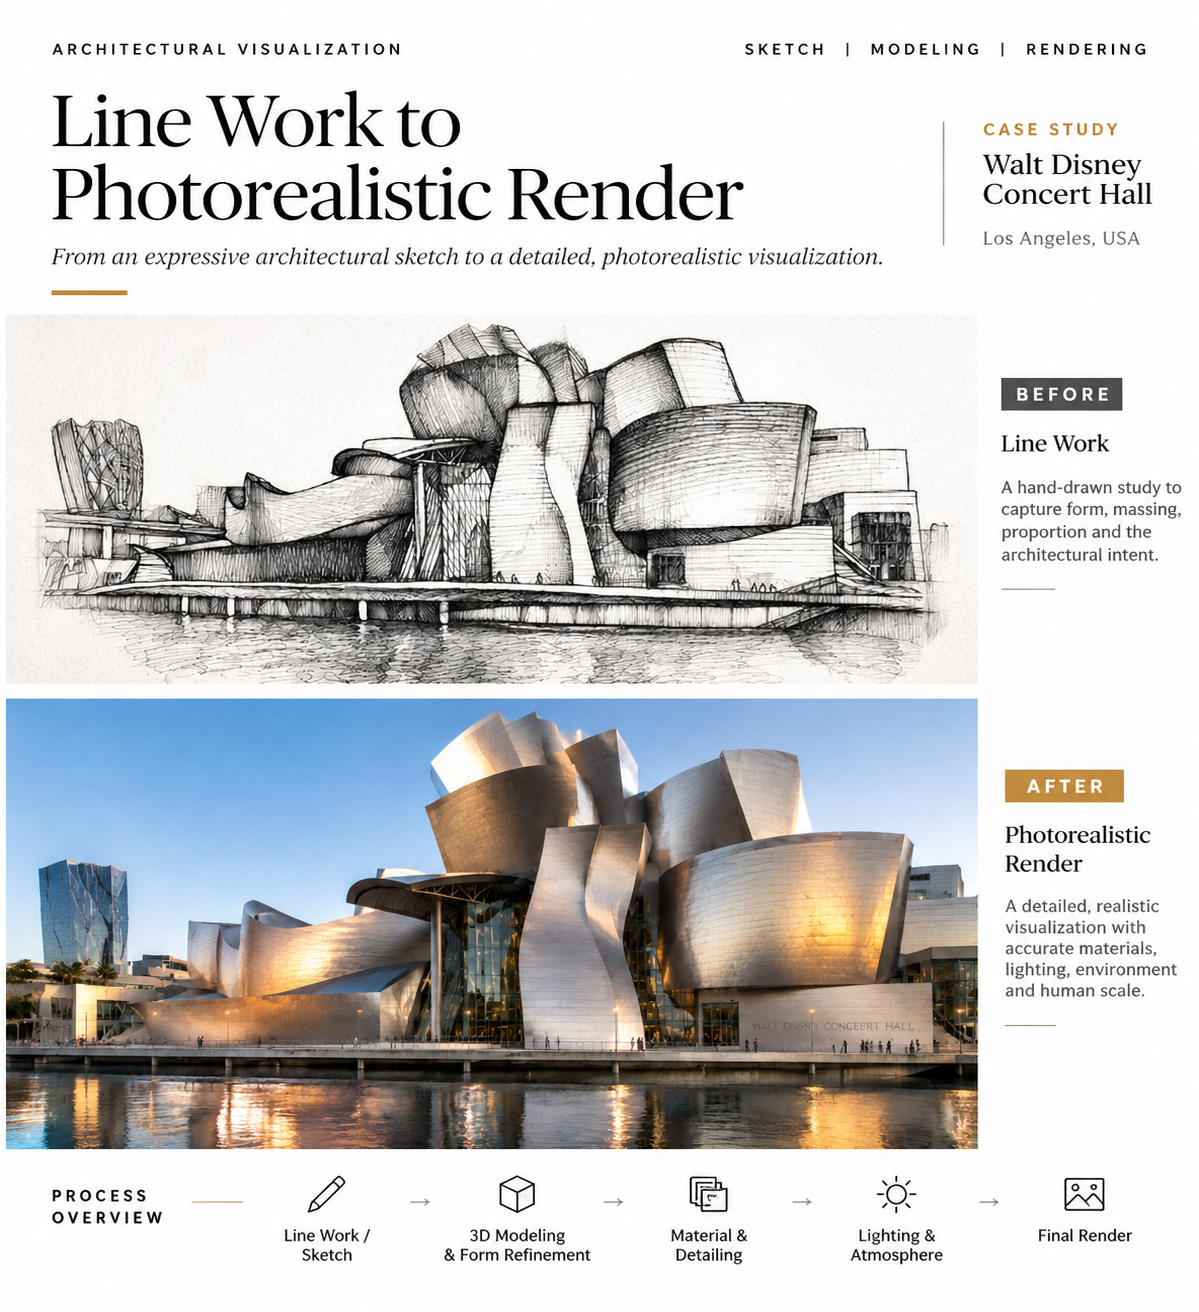 ARCHITECTURAL VISUALIZATION
SKETCH | MODELING | RENDERING
Line Work to
Photorealistic Render
From an expressive architectural sketch to a detailed, photorealistic visualization.
CASE STUDY
Walt Disney
Concert Hall
Los Angeles, USA
BEFORE
Line Work
A hand-drawn study to
capture form, massing,
proportion and the
architectural intent.
AFTER
Photorealistic
Render
A detailed, realistic
visualization with
accurate materials,
lighting, environment
and human scale.
WALT HALL
PROCESS
OVERVIEW
Line Work /
Sketch
3D Modeling
& Form Refinement
Material &
Detailing
Lighting &
Atmosphere
Final Render